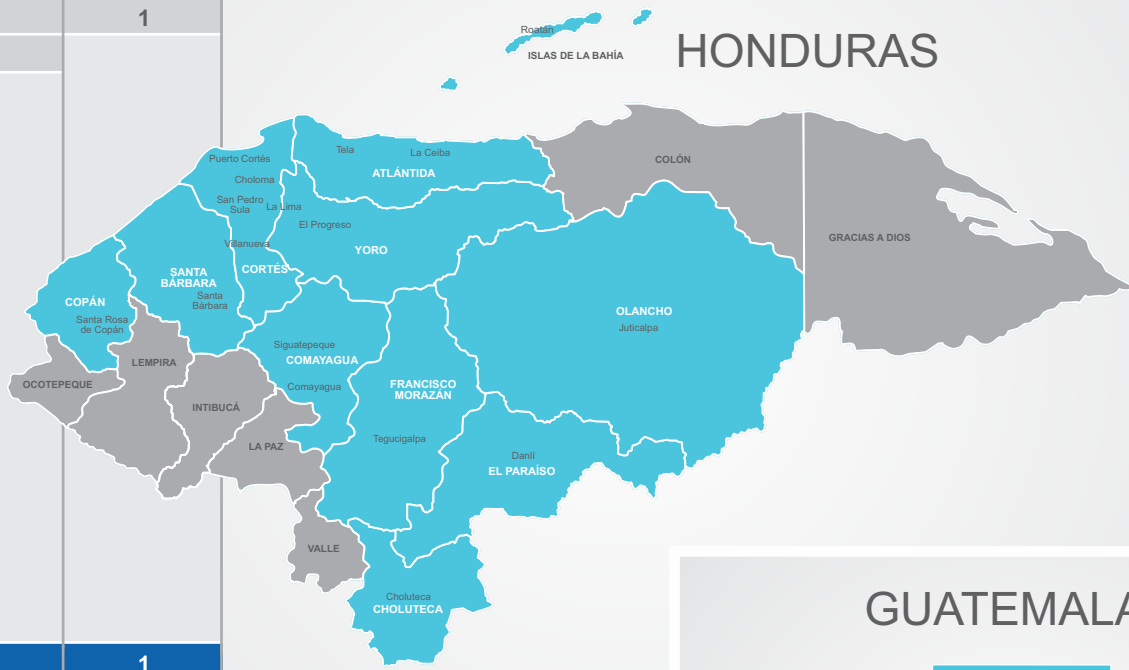 1
HONDURAS
Roatán
ISLAS DE LA BAHÍA
Puerto Cortés
Choloma
San Pedro
Sula
La Lima
Villanueva
CORTÉS
Tela
La Ceiba
ATLÁNTIDA
COLÓN
GRACIAS A DIOS
El Progreso
YORO
SANTA
BÁRBARA
Santa
Bárbara
COPÁN
Santa Rosa
de Copán
OLANCHO
Juticalpa
OCOTEPEQUE
LEMPIRA
INTIBUCÁ
LA PAZ
Siguatepeque
COMAYAGUA
Comayagua
FRANCISCO
MORAZÁN
Tegucigalpa
Danlí
EL PARAÍSO
VALLE
Choluteca
CHOLUTECA
GUATEMALA
1